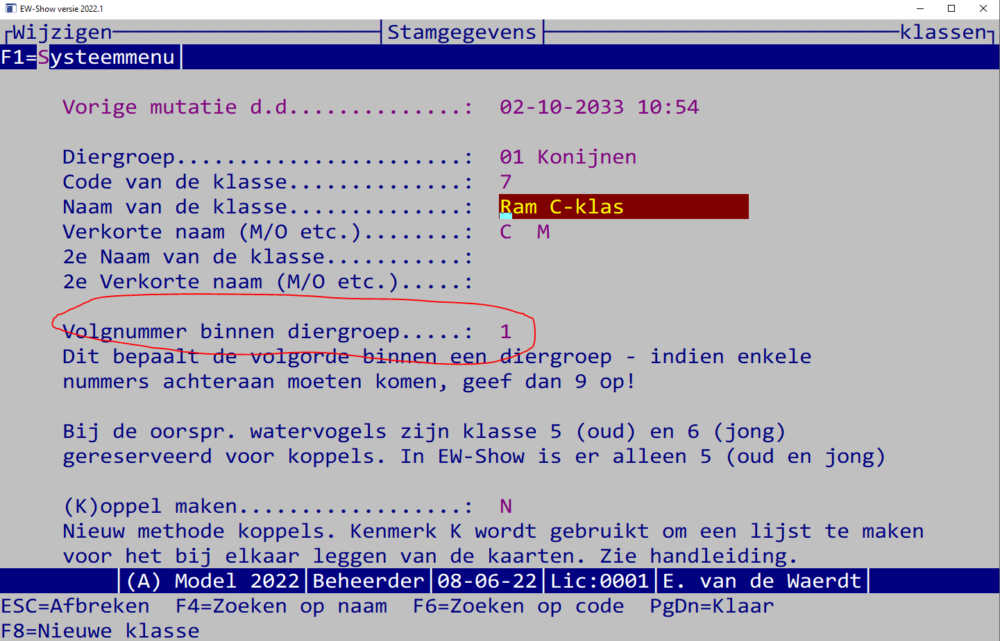 EW-Show versie 2022.1
Wijzigen Stamgegevens klassen
F1=Systeemmenu
Vorige mutatie d.d..............: 02-10-2033 10:54
Diergroep.......................: 01 Konijnen
Code van de klasse..............: 7
Naam van de klasse..............: Ram C-klas
Verkorte naam (M/O etc.)........: C M
2e Naam van de klasse...........:
2e Verkorte naam (M/O etc.).....:
Volgnummer binnen diergroep.....: 1
Dit bepaalt de volgorde binnen een diergroep - indien enkele
nummers achteraan moeten komen, geef dan 9 op!
Bij de oorspr. watervogels zijn klasse 5 (oud) en 6 (jong)
gereserveerd voor koppels. In EW-Show is er alleen 5 (oud en jong)
(K)oppel maken..................: N
Nieuw methode koppels. Kenmerk K wordt gebruikt om een lijst te maken
voor het bij elkaar leggen van de kaarten. Zie handleiding.
|(A) Model 2022|Beheerder|08-06-22|Lic:0001|E. van de Waerdt|
ESC=Afbreken F4=Zoeken op naam F6=Zoeken op code PgDn=Klaar
F8=Nieuwe klasse